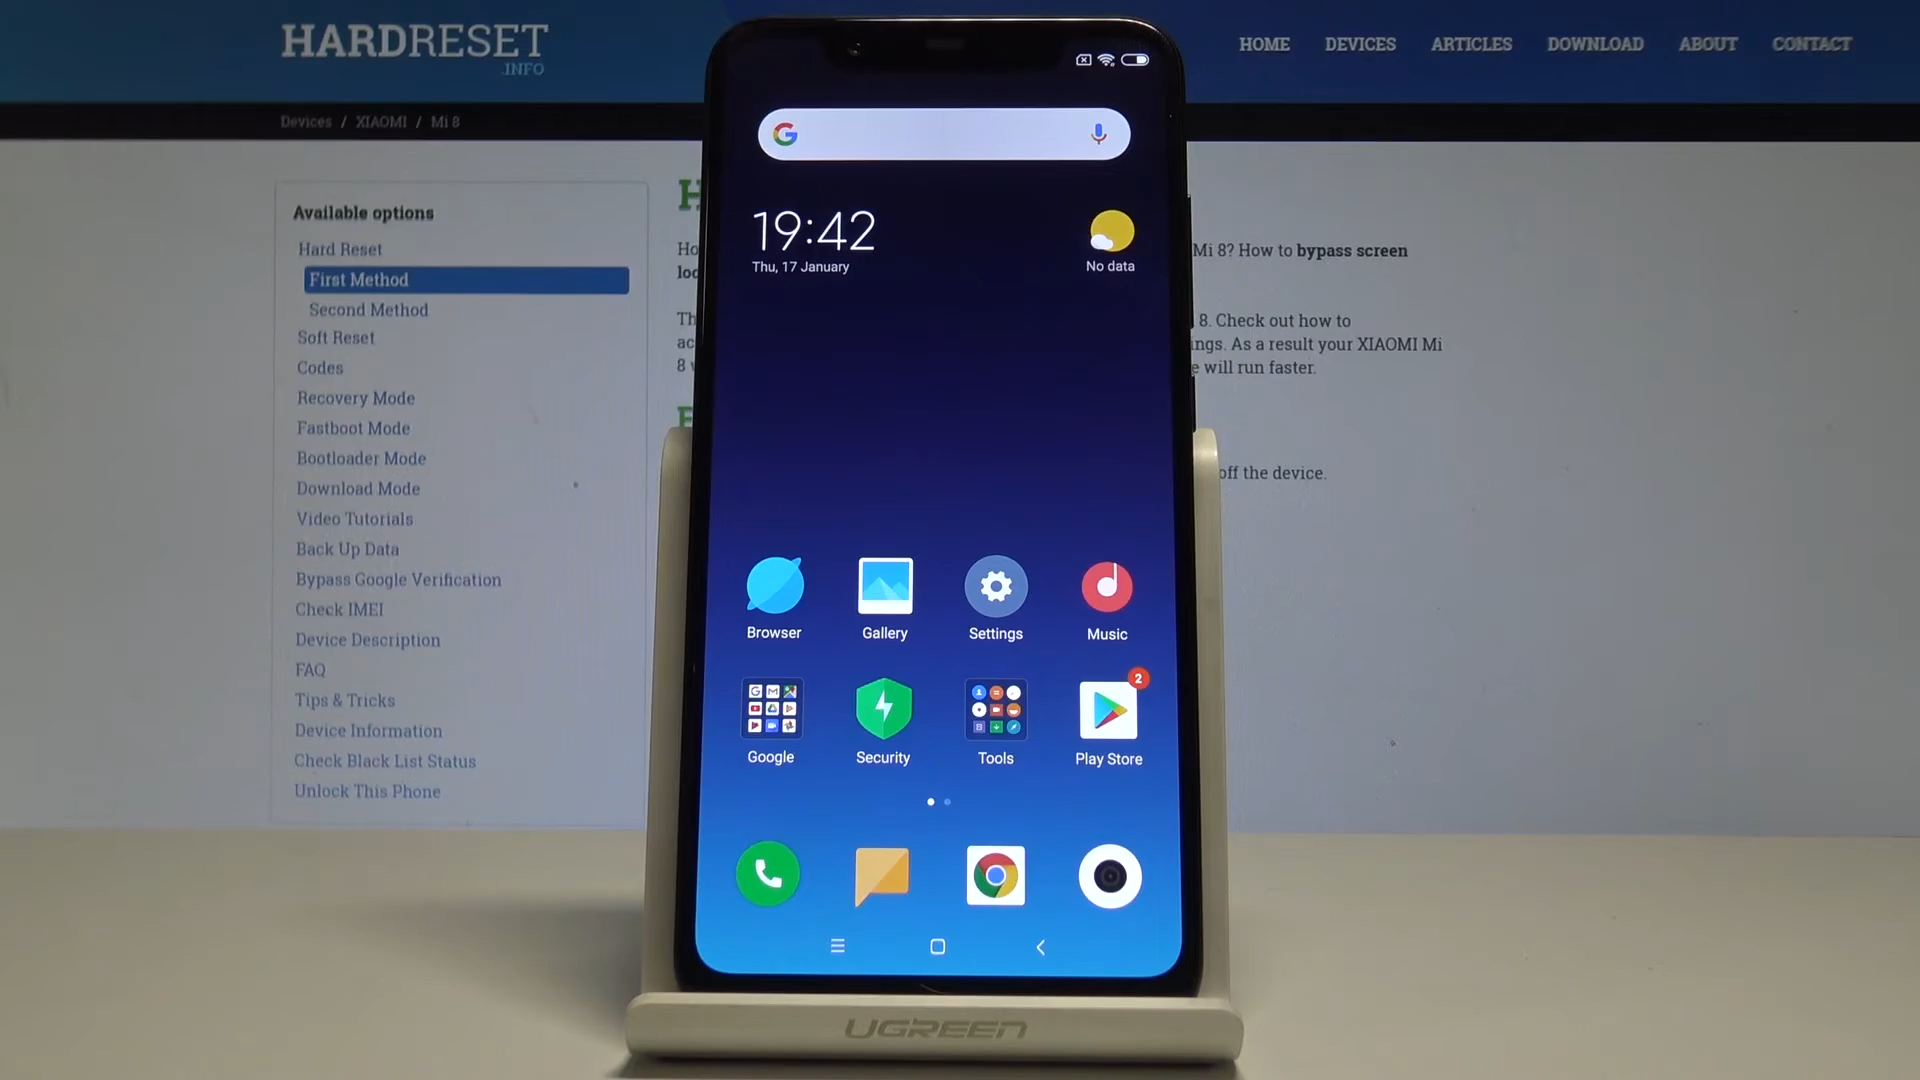 HARDRESET
.INFO
HOME DEVICES ARTICLES DOWNLOAD ABOUT CONTACT
Devices / XIAOMI / Mi 8
Available options
Hard Reset
First Method
Second Method
Soft Reset
Codes
Recovery Mode
Fastboot Mode
Bootloader Mode
Download Mode
Video Tutorials
Back Up Data
Bypass Google Verification
Check IMEI
Device Description
FAQ
Tips & Tricks
Device Information
Check Black List Status
Unlock This Phone
Mi 8? How to bypass screen
8. Check out how to
ings. As a result your XIAOMI Mi
8
will run faster.
off the device.
19:42
Thu, 17 January
No data
Browser
Gallery
Settings
Music
2
Google
Security
Tools
Play Store
UGREEN